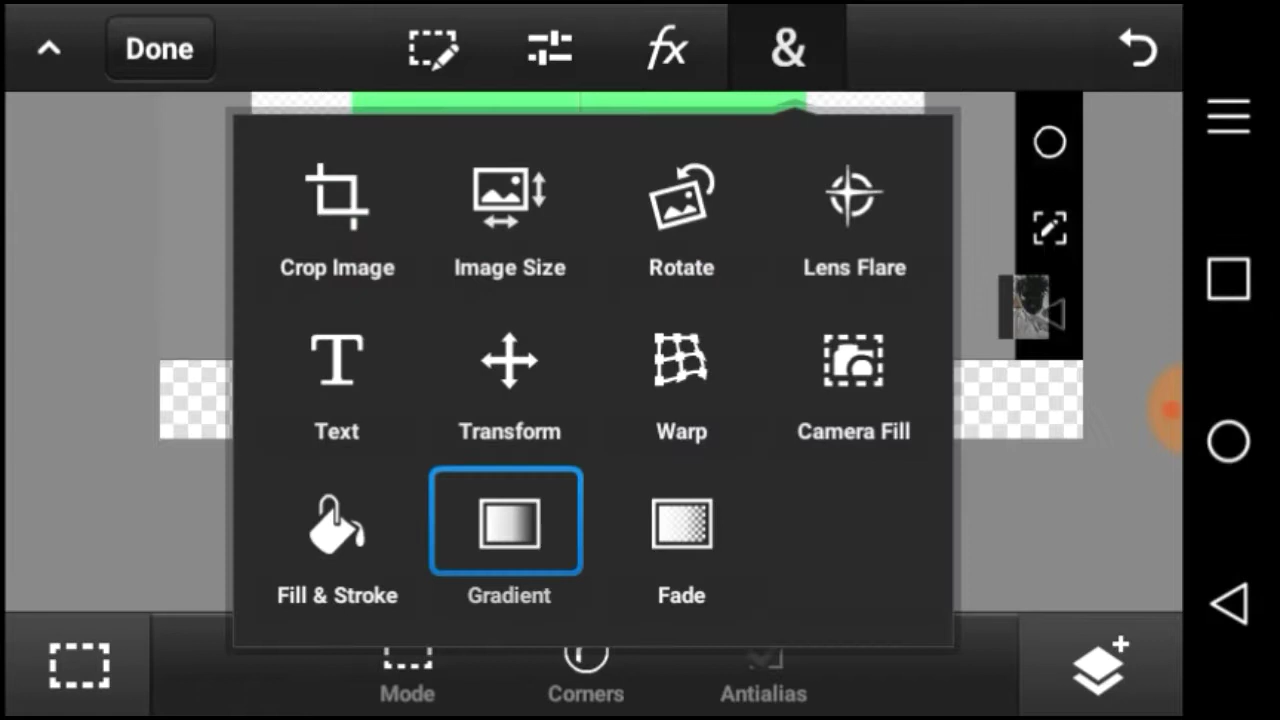 Done fx &
Crop Image Image Size Rotate Lens Flare
Text Transform Warp Camera Fill
Fill & Stroke Gradient Fade
Mode Corners Antialias